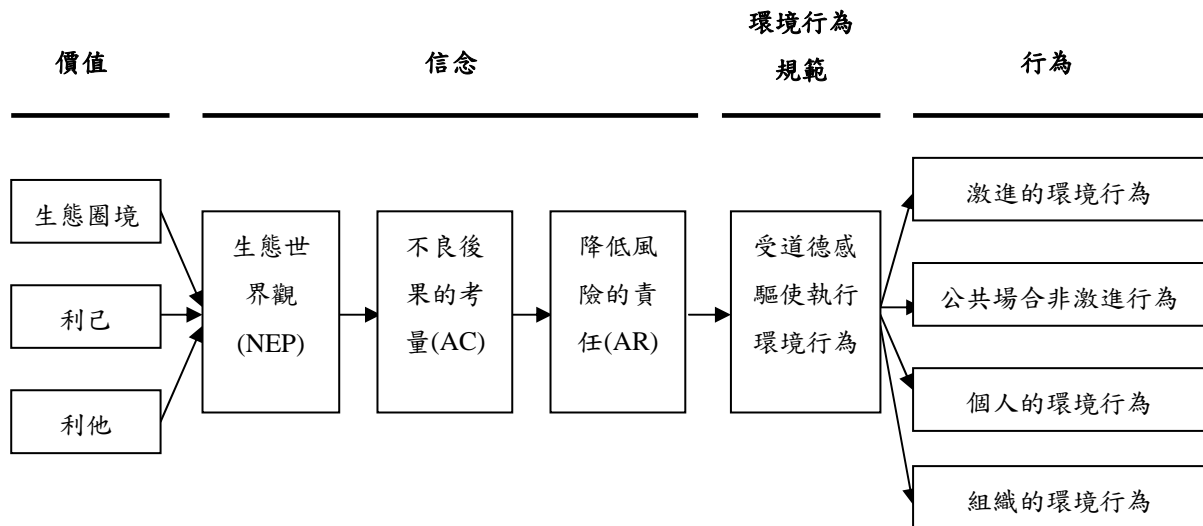 價值
信念
環境行為
規範
行為
生態圈境
利己
利他
生態世
界觀
(NEP)
不良後
果的考
量(AC)
降低風
險的責
任(AR)
受道德感
驅使執行
環境行為
激進的環境行為
公共場合非激進行為
個人的環境行為
組織的環境行為